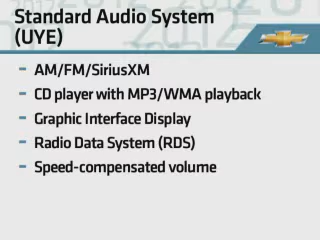 Standard Audio System
(UYE)
- AM/FM/SiriusXM
- CD player with MP3/WMA playback
- Graphic Interface Display
- Radio Data System (RDS)
- Speed-compensated volume